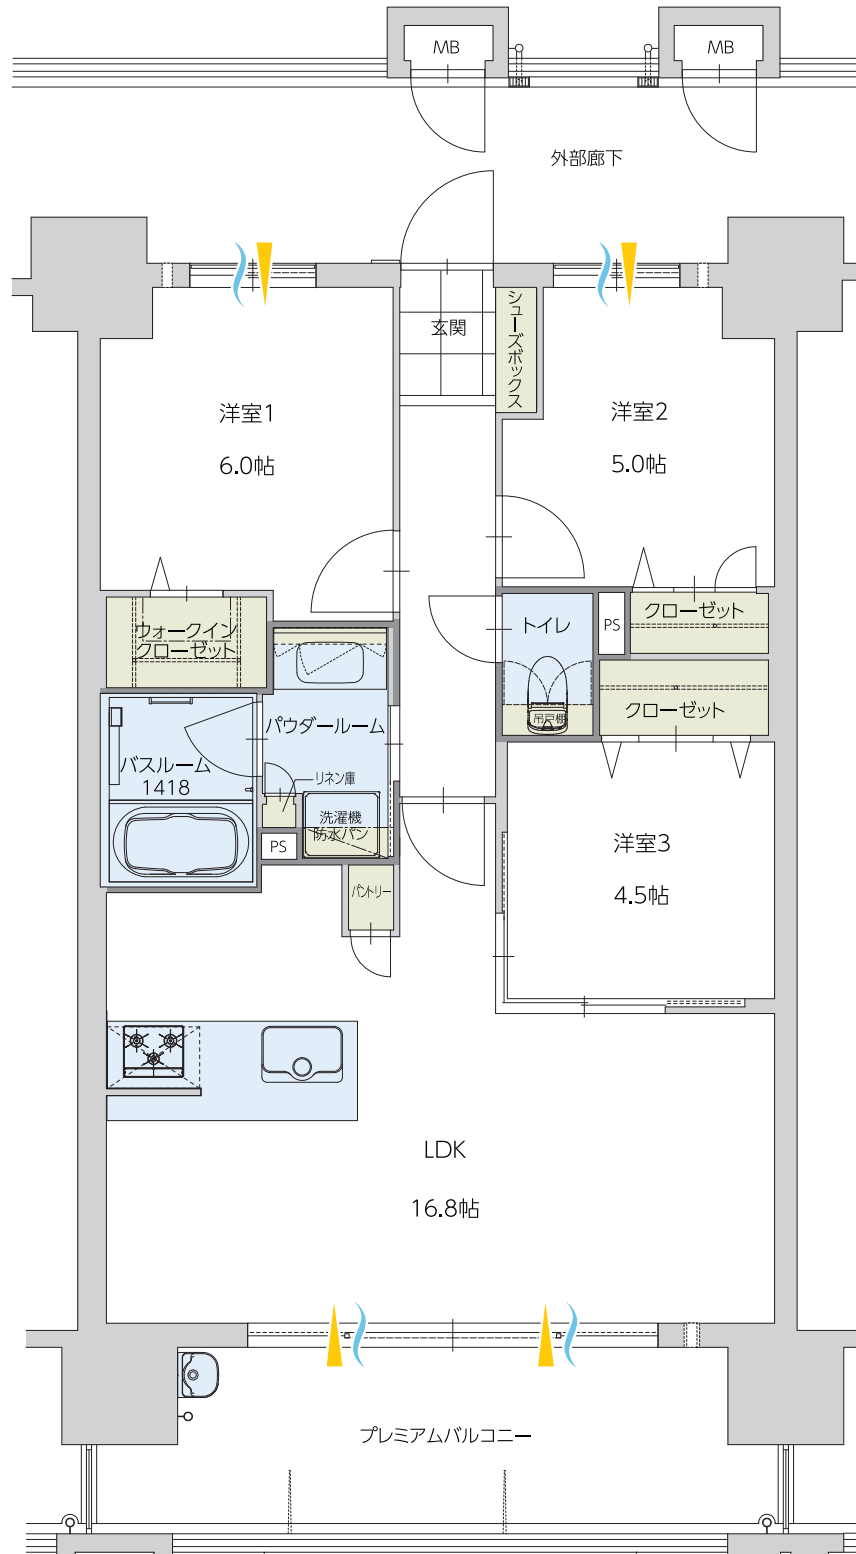 MB
MB
外部廊下
玄関
シューズボックス
洋室1
6.0帖
洋室2
5.0帖
ウォークイン
クローゼット
トイレ
PS
クローゼット
クローゼット
吊戸棚
パウダールーム
バスルーム
1418
リネン庫
洗濯機
防水パン
PS
パントリー
洋室3
4.5帖
LDK
16.8帖
プレミアムバルコニー